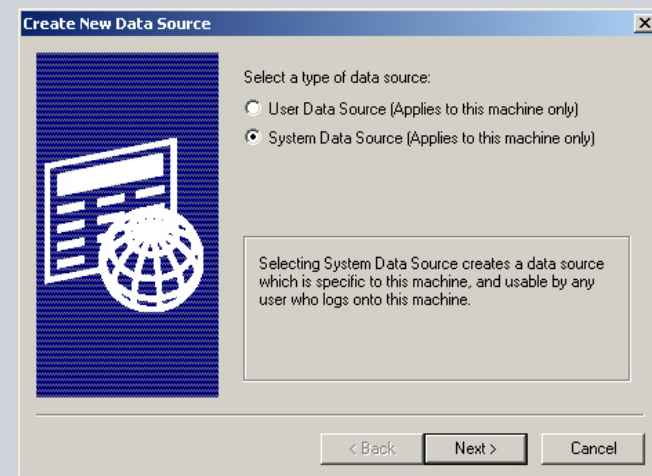 Create New Data Source
Select a type of data source:
User Data Source (Applies to this machine only)
System Data Source (Applies to this machine only)
Selecting System Data Source creates a data source
which is specific to this machine, and usable by any
user who logs onto this machine.
< Back
Next >
Cancel